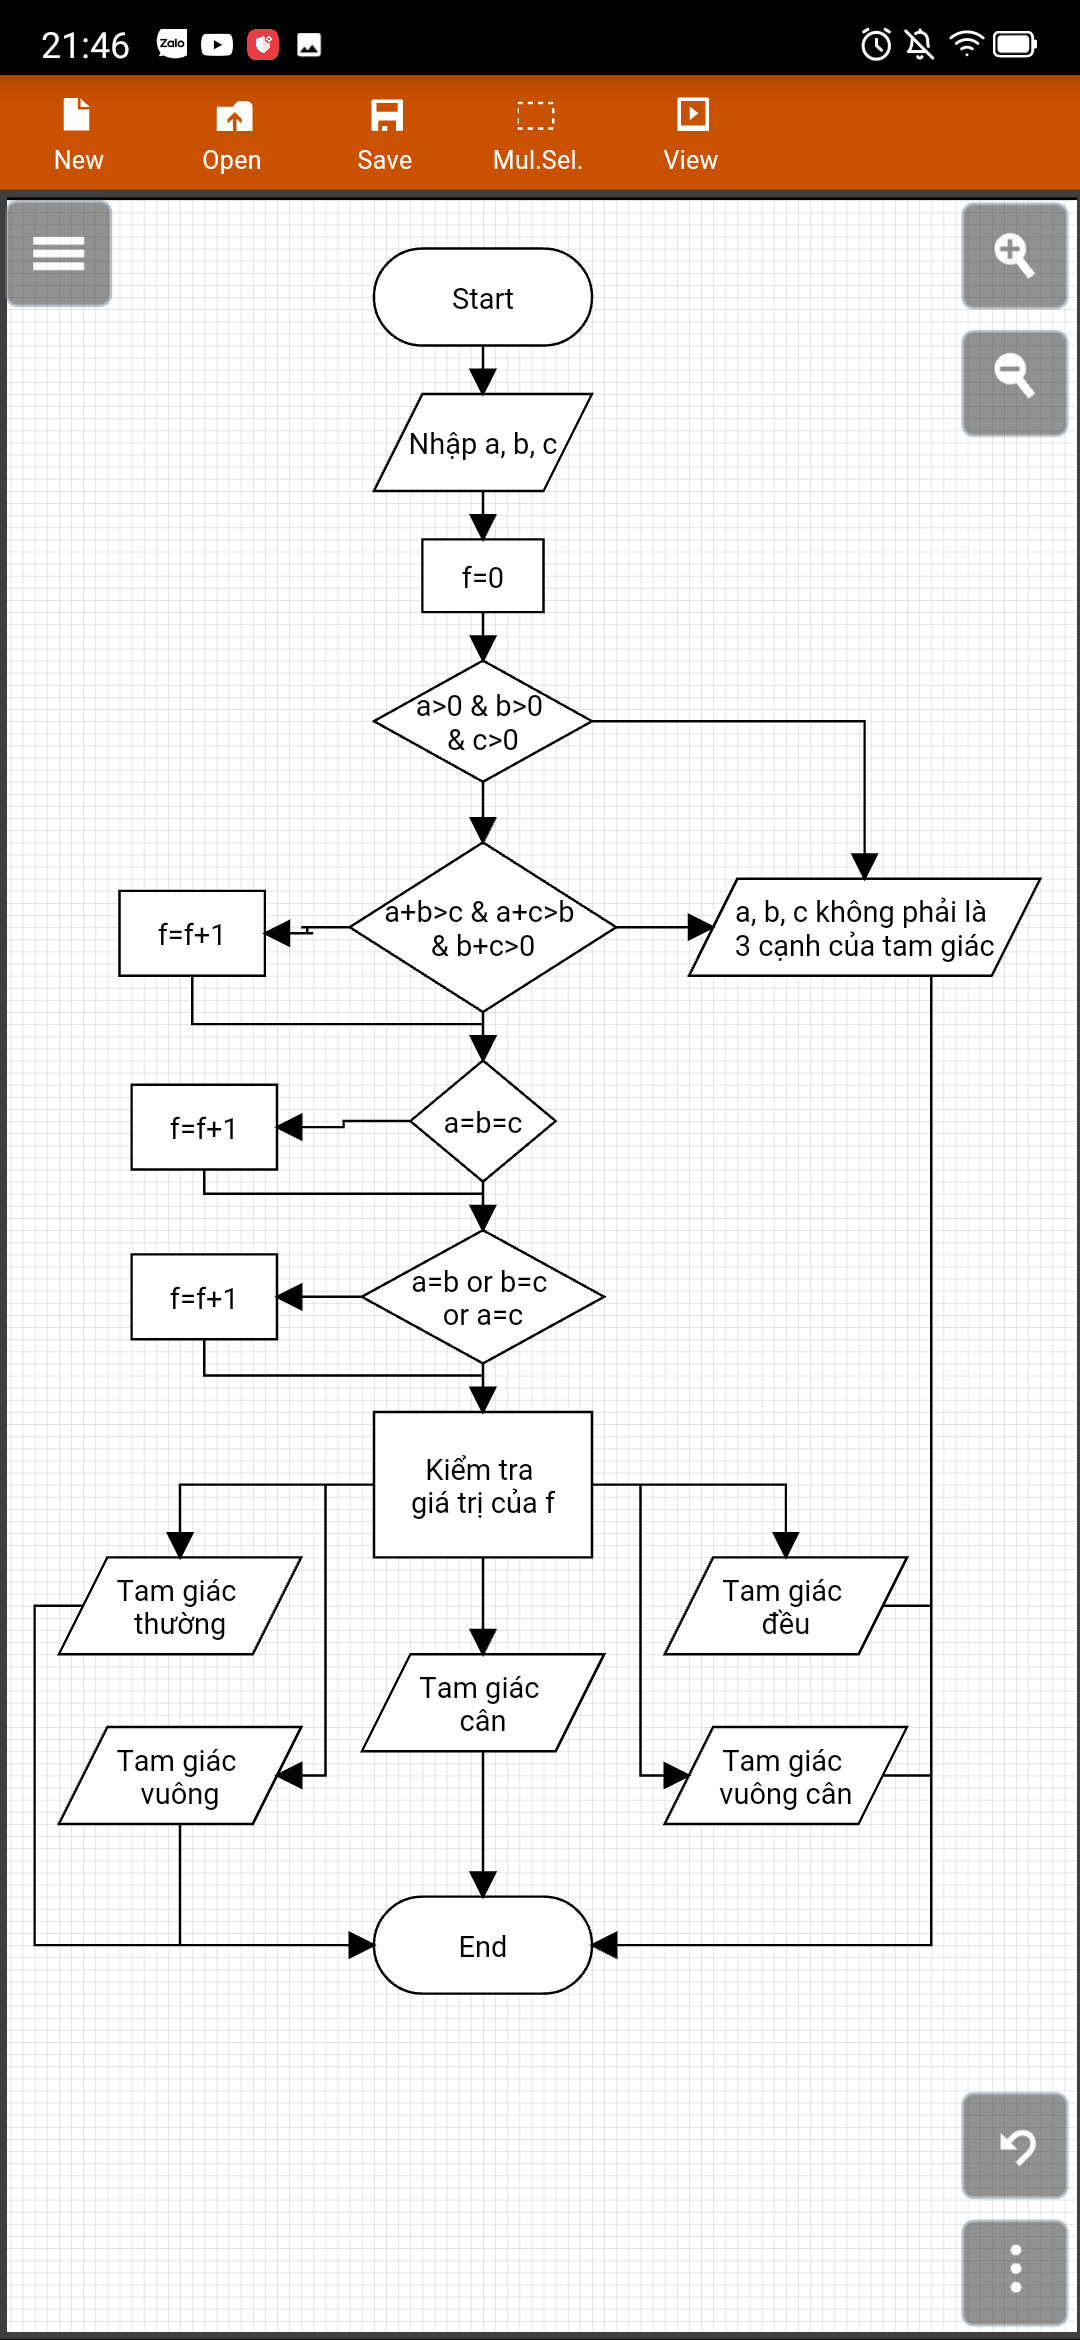 21:46
Zalo
New
Open
Save
Mul.Sel.
View
Start
Nhập a, b, c
f=0
a>0 & b>0
& c>0
f=f+1
a+b>c & a+c>b
& b+c>0
a, b, c không phải là
3 cạnh của tam giác
f=f+1
a=b=c
f=f+1
a=b or b=c
or a=c
Kiểm tra
giá trị của f
Tam giác
thường
Tam giác
đều
Tam giác
cân
Tam giác
vuông
Tam giác
vuông cân
End